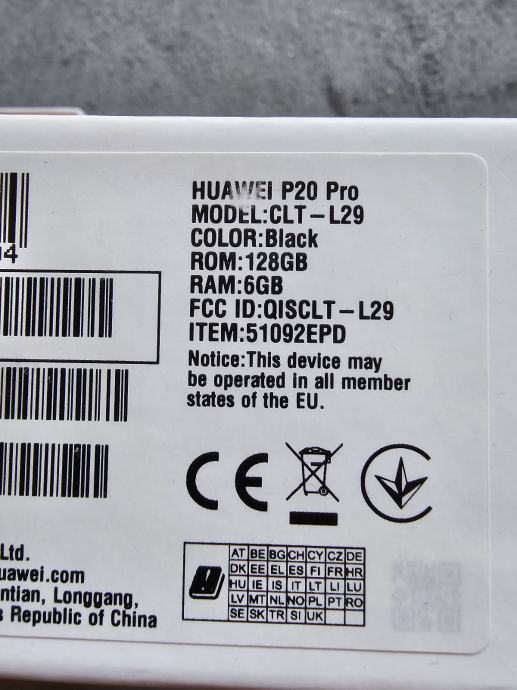 HUAWEI P20 Pro
MODEL:CLT-L29
COLOR:Black
ROM:128GB
RAM:6GB
FCC ID:QISCLT-L29
ITEM:51092EPD
Notice:This device may
be operated in all member
states of the EU.
4
CE
Ltd.
uawei.com
ntian, Longgang,
s Republic of China
AT BE BG CH CY CZ DE
DK EE EL ES FI FR HR
HU IE IS IT LT LI LU
LV MT NL NO PL PT RO
SE SK TR SI UK